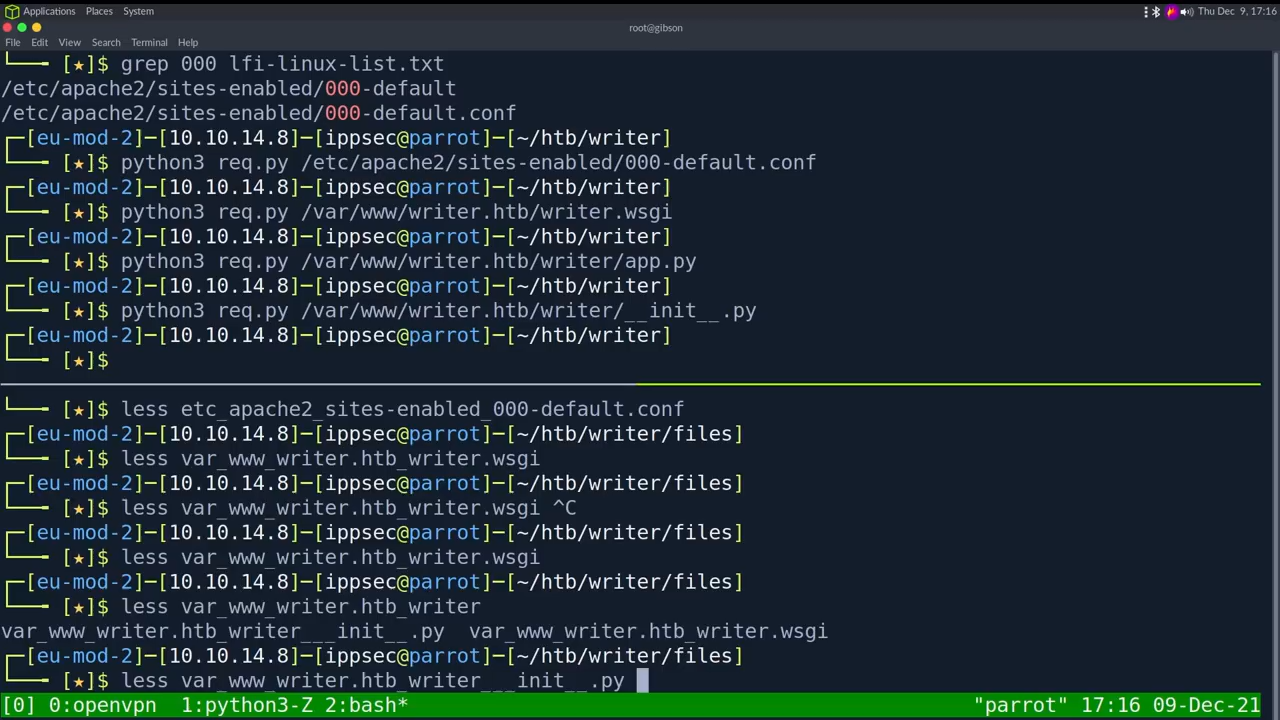 Applications Places System Thu Dec 9, 17:16
root@gibson
File Edit View Search Terminal Help
└── [★]$ grep 000 lfi-linux-list.txt
/etc/apache2/sites-enabled/000-default
/etc/apache2/sites-enabled/000-default.conf
┌─[eu-mod-2]─[10.10.14.8]─[ippsec@parrot]─[~/htb/writer]
└── [★]$ python3 req.py /etc/apache2/sites-enabled/000-default.conf
┌─[eu-mod-2]─[10.10.14.8]─[ippsec@parrot]─[~/htb/writer]
└── [★]$ python3 req.py /var/www/writer.htb/writer.wsgi
┌─[eu-mod-2]─[10.10.14.8]─[ippsec@parrot]─[~/htb/writer]
└── [★]$ python3 req.py /var/www/writer.htb/writer/app.py
┌─[eu-mod-2]─[10.10.14.8]─[ippsec@parrot]─[~/htb/writer]
└── [★]$ python3 req.py /var/www/writer.htb/writer/__init__.py
┌─[eu-mod-2]─[10.10.14.8]─[ippsec@parrot]─[~/htb/writer]
└── [★]$
└── [★]$ less etc_apache2_sites-enabled_000-default.conf
┌─[eu-mod-2]─[10.10.14.8]─[ippsec@parrot]─[~/htb/writer/files]
└── [★]$ less var_www_writer.htb_writer.wsgi
┌─[eu-mod-2]─[10.10.14.8]─[ippsec@parrot]─[~/htb/writer/files]
└── [★]$ less var_www_writer.htb_writer.wsgi ^C
┌─[eu-mod-2]─[10.10.14.8]─[ippsec@parrot]─[~/htb/writer/files]
└── [★]$ less var_www_writer.htb_writer.wsgi
┌─[eu-mod-2]─[10.10.14.8]─[ippsec@parrot]─[~/htb/writer/files]
└── [★]$ less var_www_writer.htb_writer
var_www_writer.htb_writer___init__.py var_www_writer.htb_writer.wsgi
┌─[eu-mod-2]─[10.10.14.8]─[ippsec@parrot]─[~/htb/writer/files]
└── [★]$ less var_www_writer.htb_writer___init__.py
[0] 0:openvpn 1:python3-Z 2:bash* "parrot" 17:16 09-Dec-21